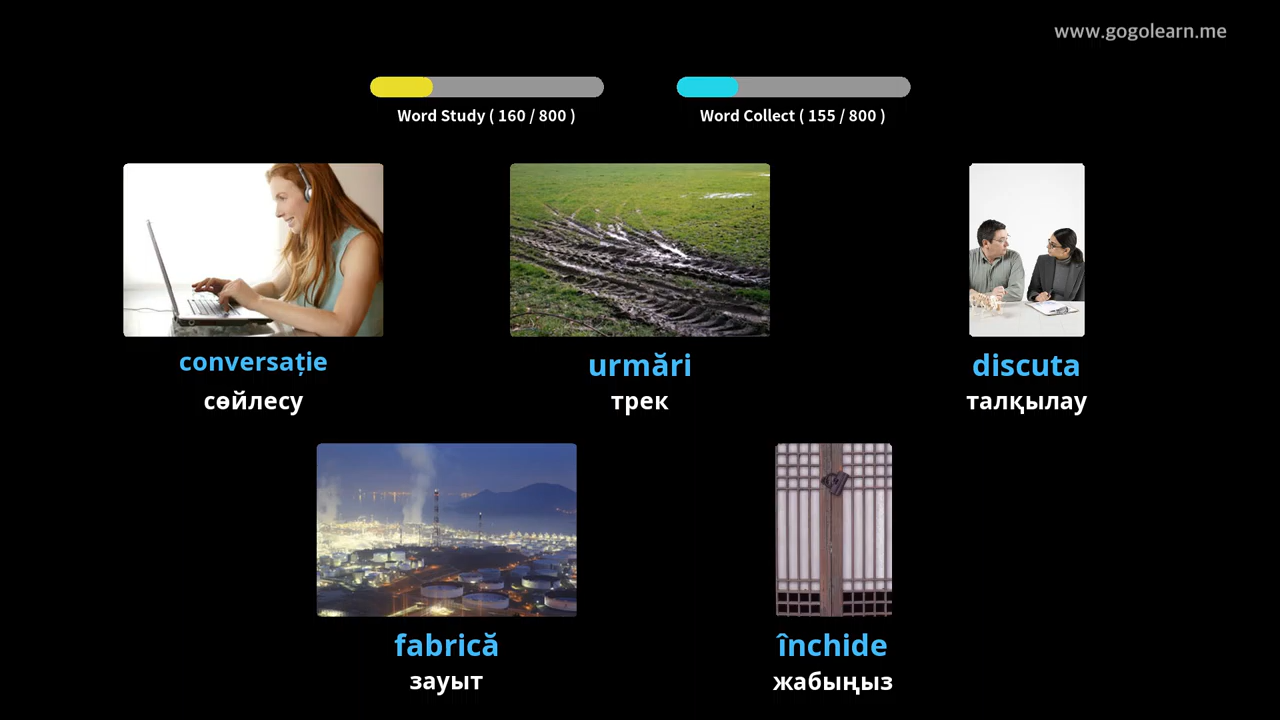 www.gogolearn.me
Word Study ( 160 / 800 )
Word Collect ( 155 / 800 )
conversație
сөйлесу
urmări
трек
discuta
талқылау
fabrică
зауыт
închide
жабыңыз